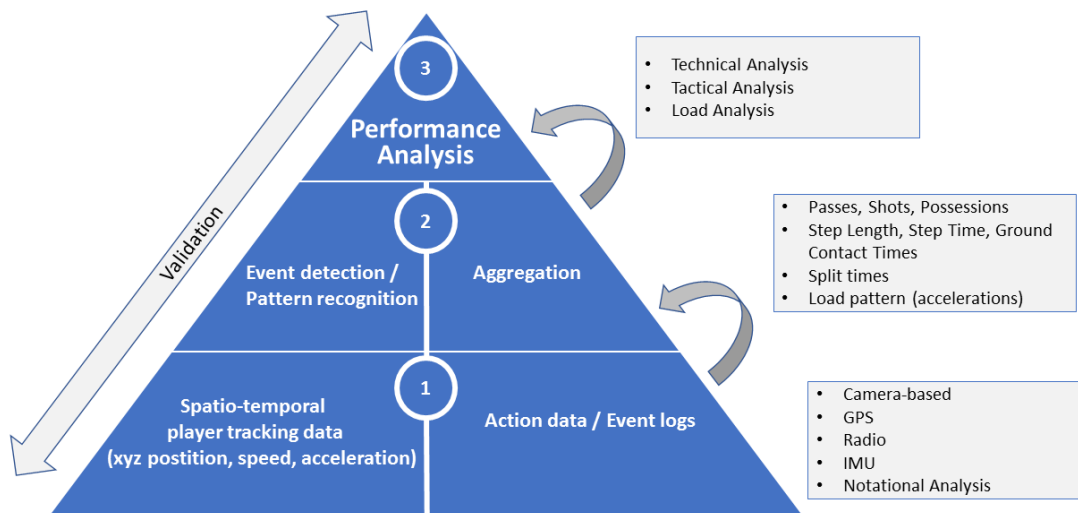 3
Performance
Analysis
2
Event detection /
Pattern recognition
Aggregation
1
Spatio-temporal
player tracking data
(xyz postition, speed, acceleration)
Action data / Event logs
Validation
• Technical Analysis
• Tactical Analysis
• Load Analysis
• Passes, Shots, Possessions
• Step Length, Step Time, Ground
Contact Times
• Split times
• Load pattern (accelerations)
• Camera-based
• GPS
• Radio
• IMU
• Notational Analysis